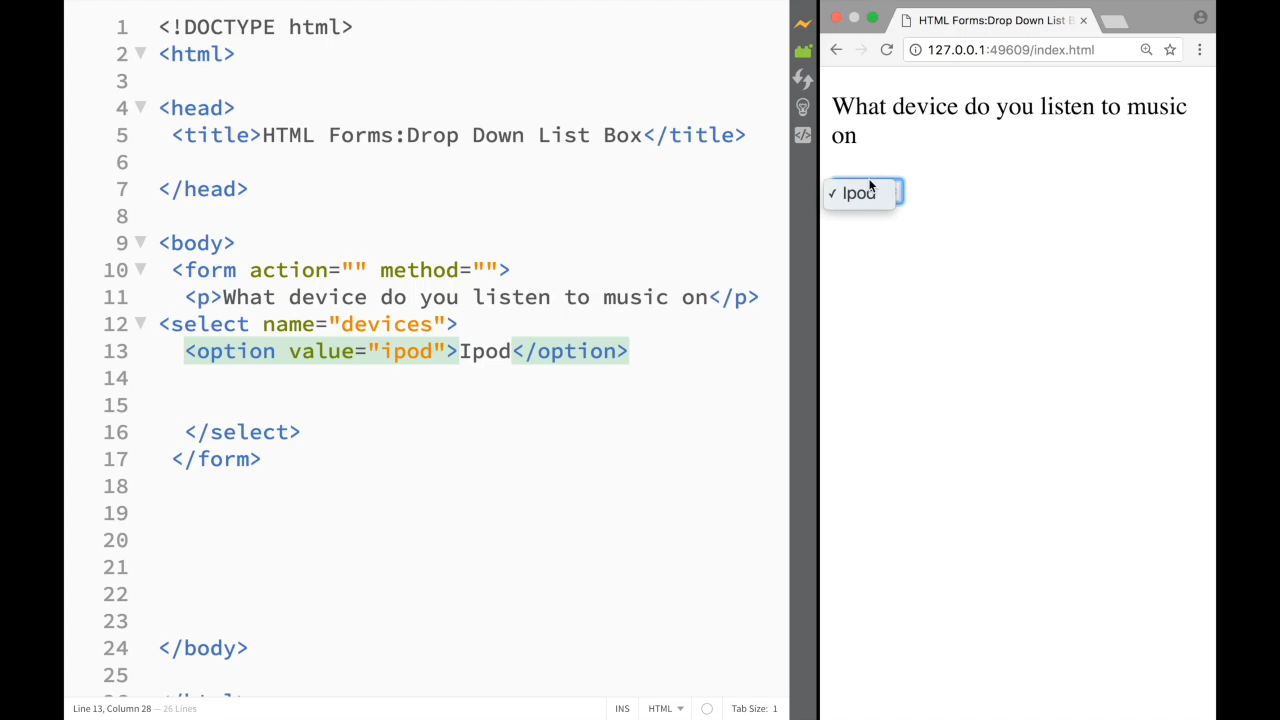 1 <!DOCTYPE html>
2 <html>
3
4 <head>
5 <title>HTML Forms:Drop Down List Box</title>
6
7 </head>
8
9 <body>
10 <form action="" method="">
11 <p>What device do you listen to music on</p>
12 <select name="devices">
13 <option value="ipod">Ipod</option>
14
15
16 </select>
17 </form>
18
19
20
21
22
23
24 </body>
25
Line 13, Column 28 — 26 Lines
INS
HTML
Tab Size: 1
HTML Forms:Drop Down List
127.0.0.1:49609/index.html
What device do you listen to music
on
✓ Ipod